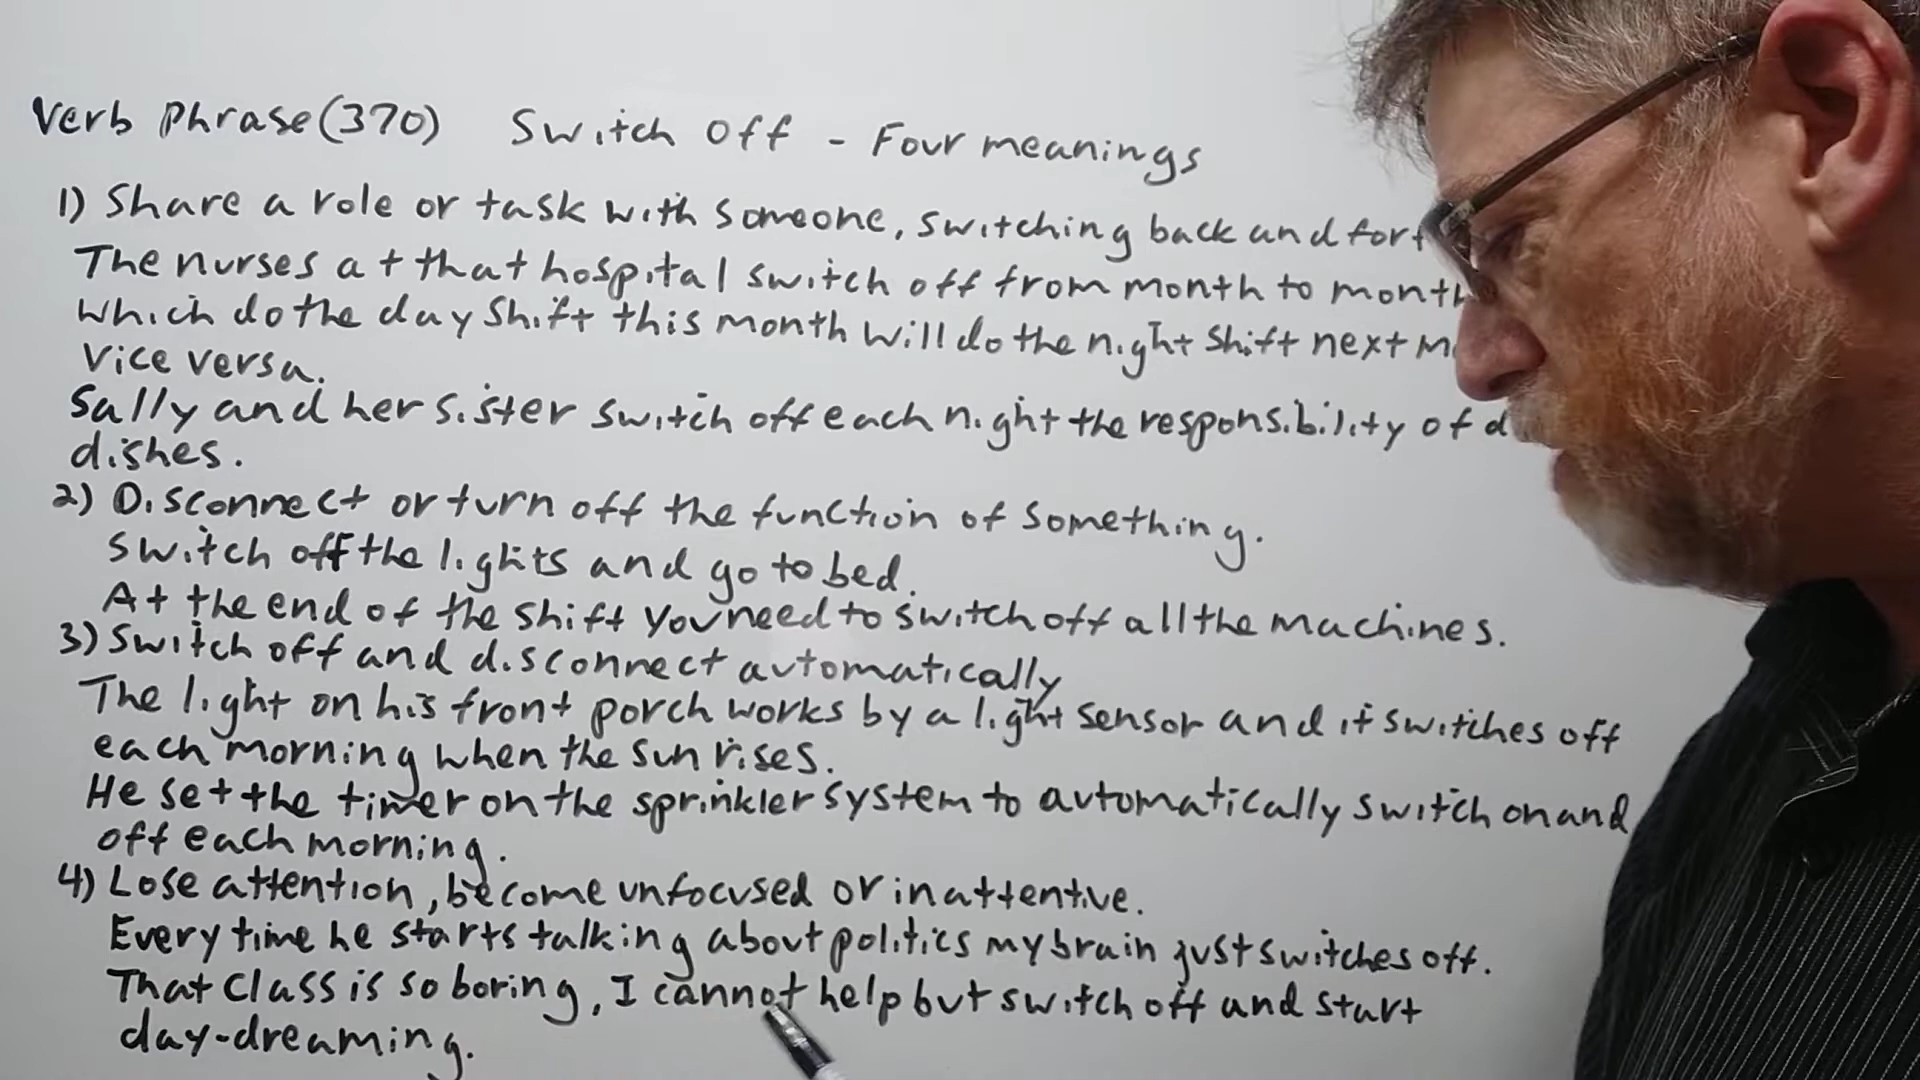 Verb Phrase (370) Switch Off - Four meanings
1) Share a role or task with someone, switching back and
The nurses at that hospital switch off from month to month
which do the day shift this month will do the night shift next
vice versa.
Sally and her sister switch off each night the responsibility of
dishes.
2) Disconnect or turn off the function of something.
Switch off the lights and go to bed.
At the end of the shift you need to switch off all the machines.
3) Switch off and disconnect automatically
The light on his front porch works by a light sensor and it switches off
each morning when the sun rises.
He set the timer on the sprinkler system to automatically switch on and
off each morning.
4) Lose attention, become unfocused or inattentive.
Every time he starts talking about politics my brain just switches off.
That class is so boring, I cannot help but switch off and start
day-dreaming.